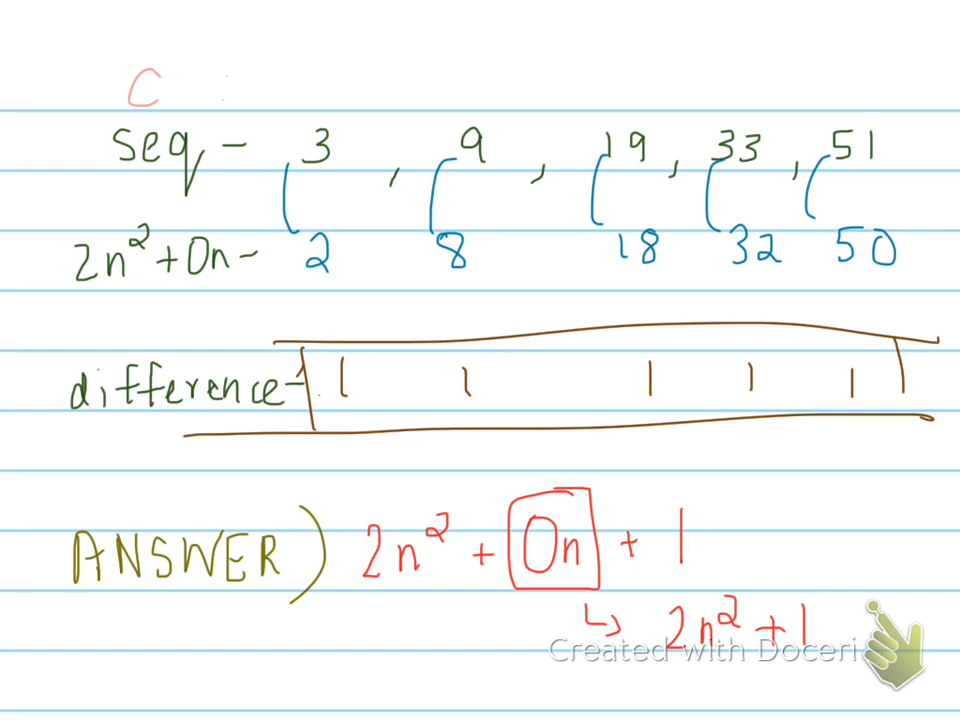 C
seq - 3 , 9 , 19 , 33 , 51
2n² + 0n - 2 8 18 32 50
difference - 1 1 1 1 1
ANSWER) 2n² + 0n + 1
↳ 2n² + 1
Created with Doceri